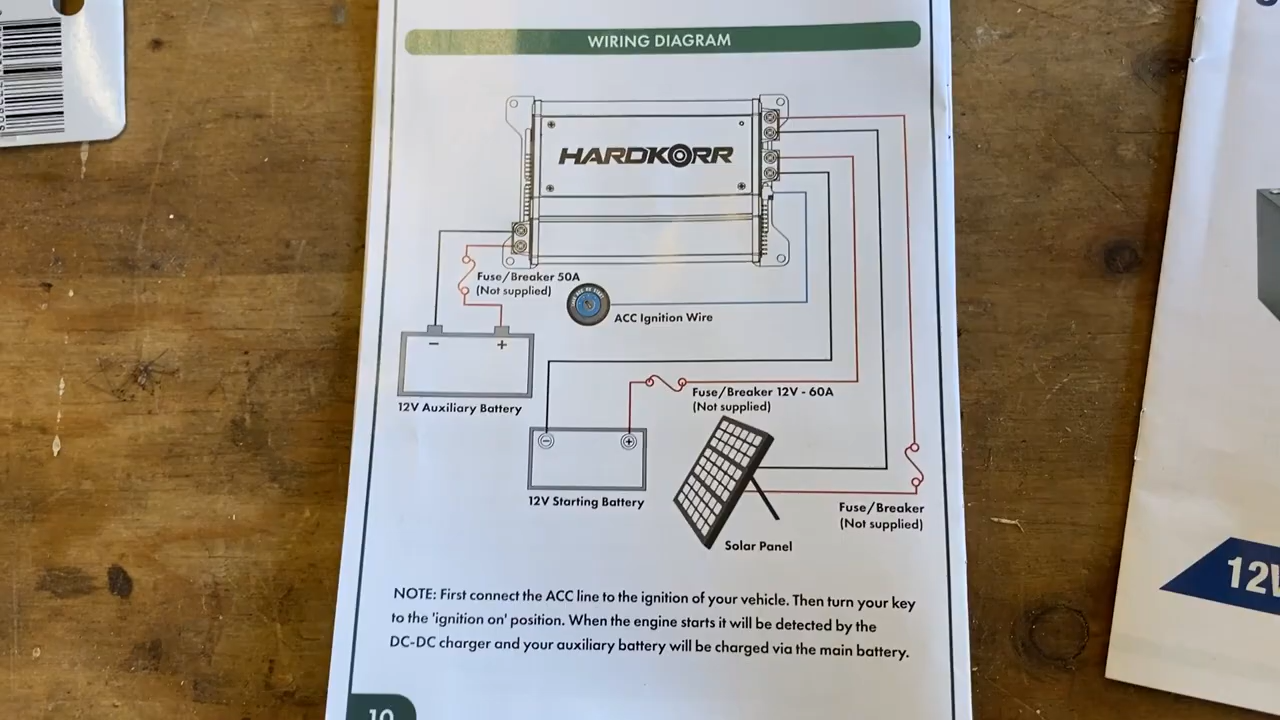 WIRING DIAGRAM
HARDKORR
Fuse/Breaker 50A
(Not supplied)
ACC Ignition Wire
− +
12V Auxiliary Battery
Fuse/Breaker 12V - 60A
(Not supplied)
− +
12V Starting Battery
Fuse/Breaker
(Not supplied)
Solar Panel
NOTE: First connect the ACC line to the ignition of your vehicle. Then turn your key
to the 'ignition on' position. When the engine starts it will be detected by the
DC-DC charger and your auxiliary battery will be charged via the main battery.
10